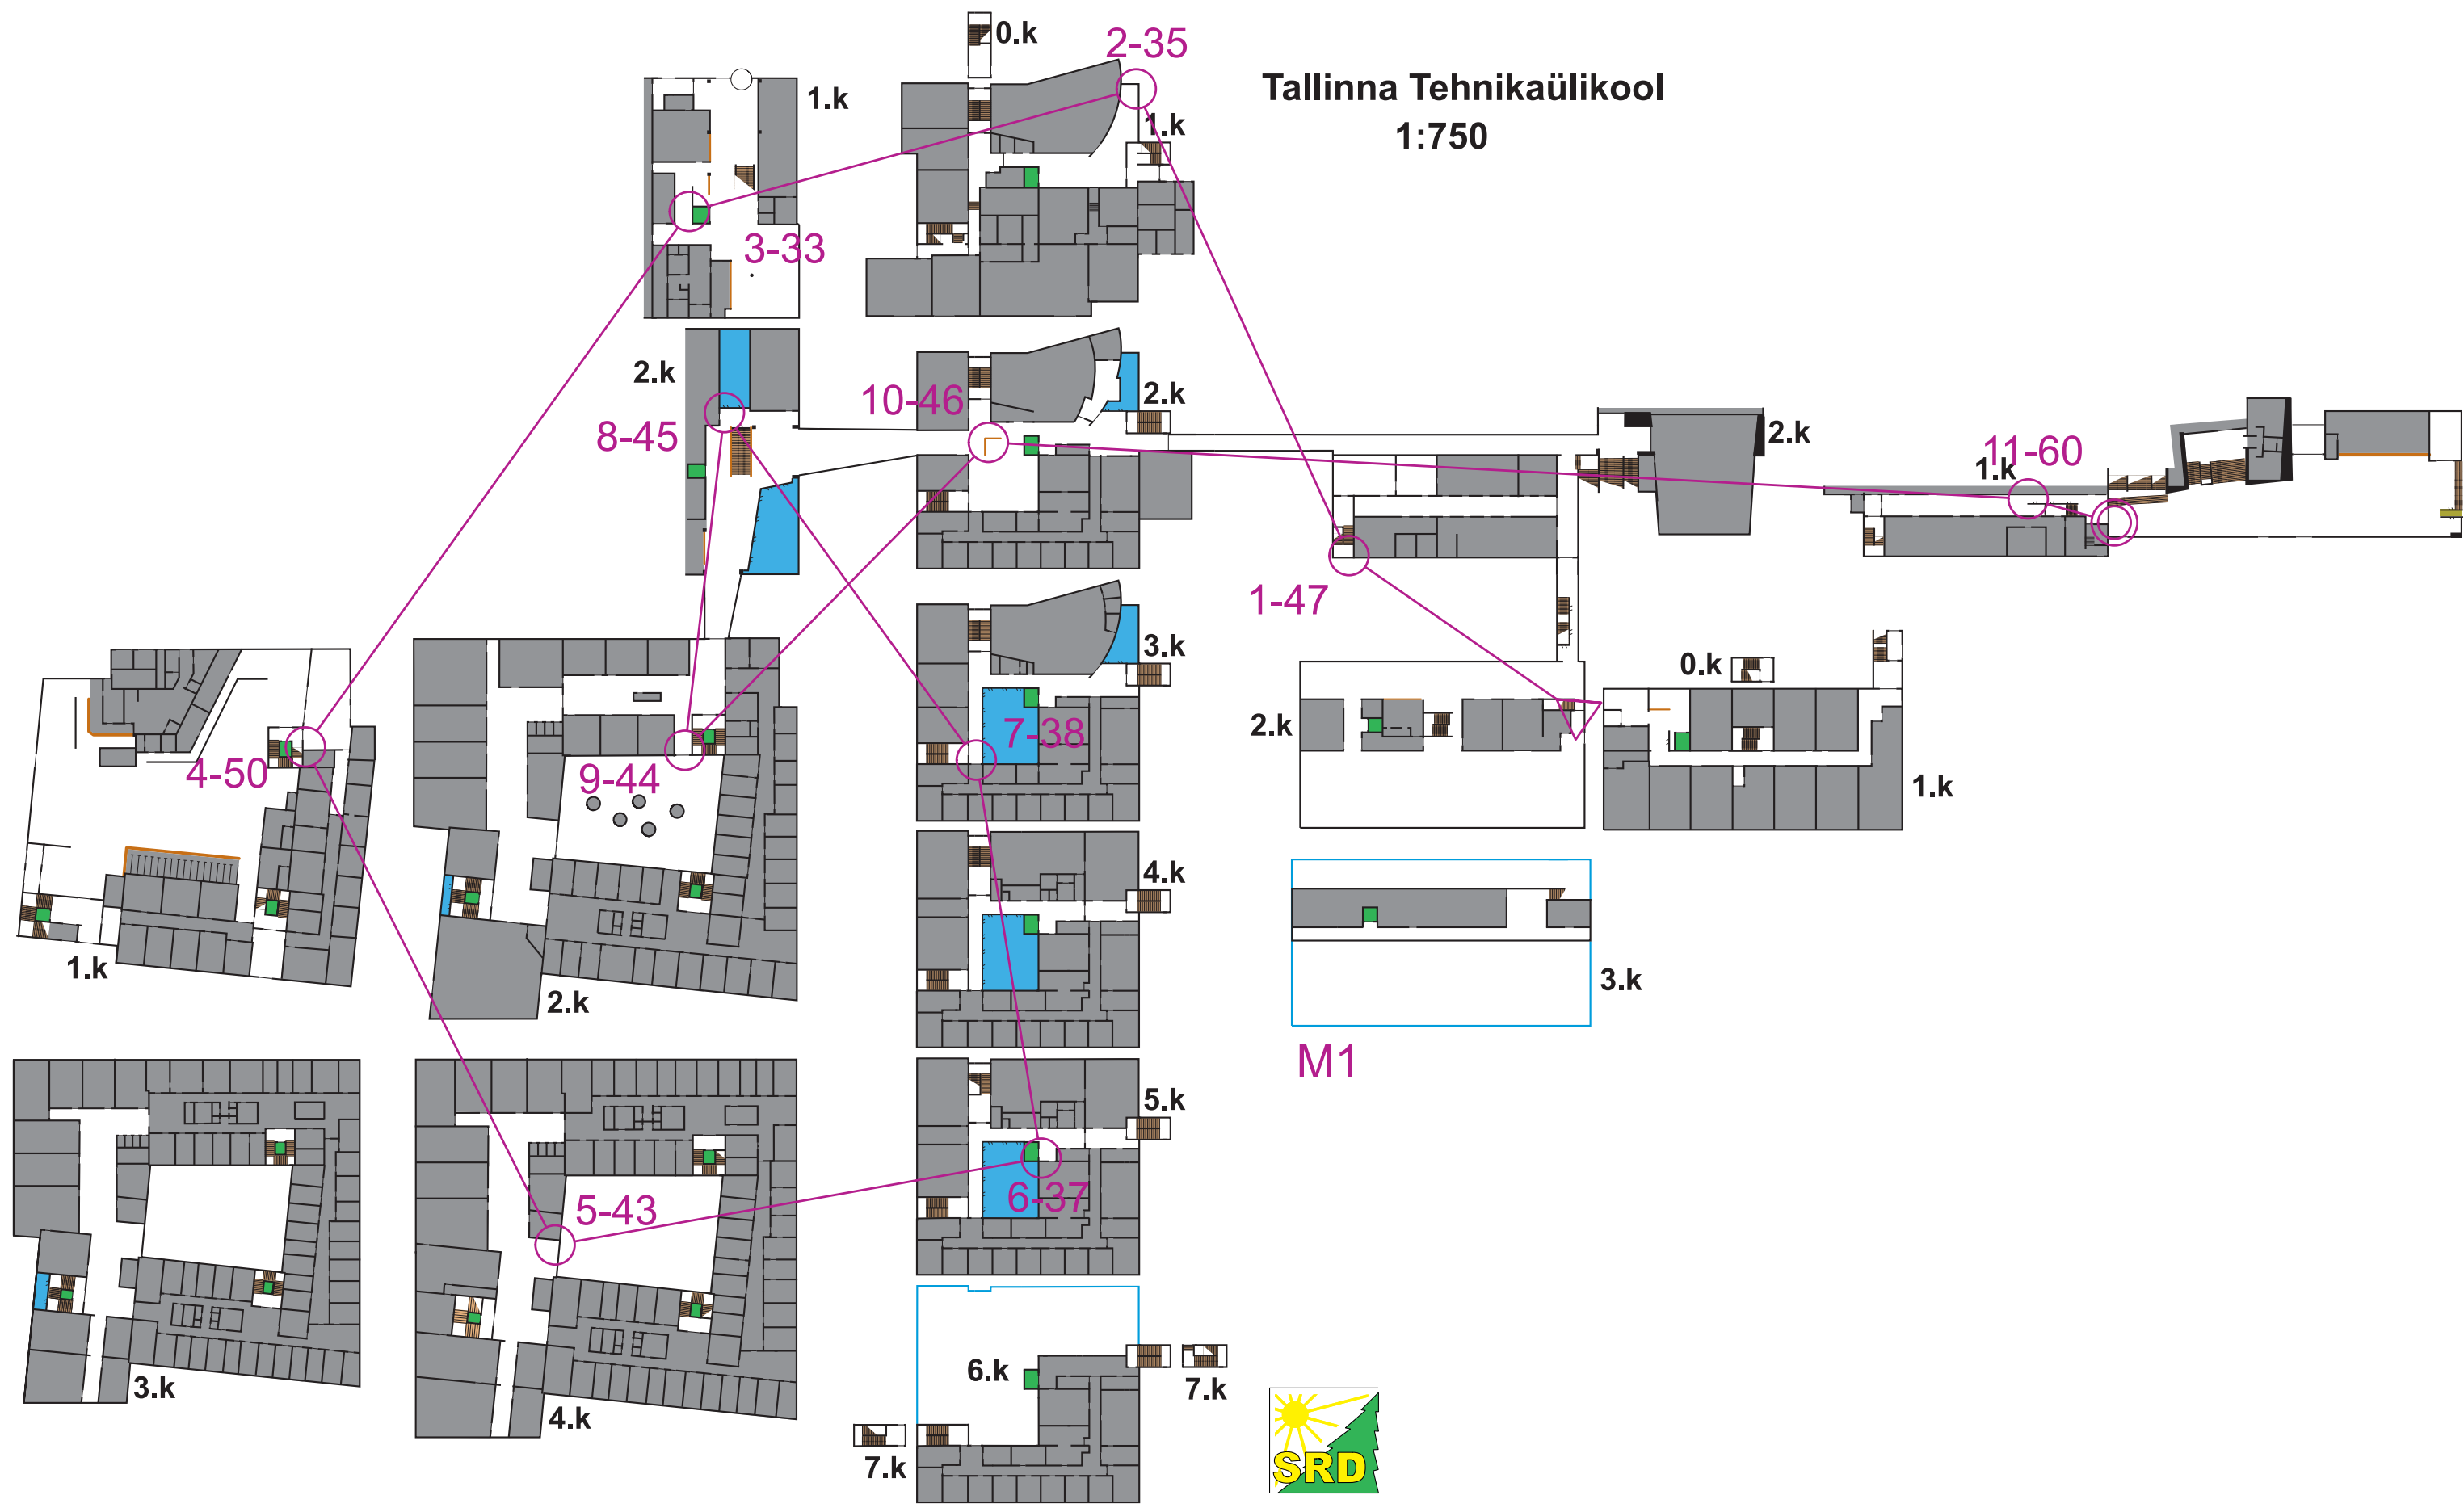 0.k
2-35
Tallinna Tehnikaülikool
1:750
1.k
1.k
3-33
2.k
10-46
2.k
8-45
2.k
11-60
1.k
1-47
3.k
0.k
2.k
7-38
4-50
9-44
1.k
4.k
1.k
2.k
3.k
M1
5.k
5-43
6-37
3.k
4.k
6.k
7.k
7.k
SRD